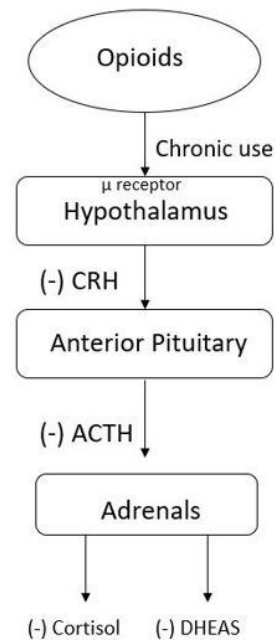 Opioids
Chronic use
μ receptor
Hypothalamus
(-) CRH
Anterior Pituitary
(-) ACTH
Adrenals
(-) Cortisol
(-) DHEAS